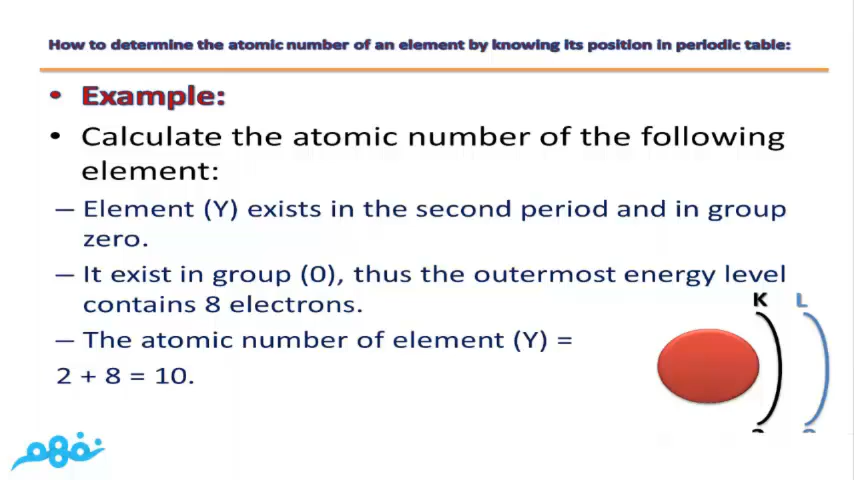 How to determine the atomic number of an element by knowing its position in periodic table:
• Example:
• Calculate the atomic number of the following
element:
– Element (Y) exists in the second period and in group
zero.
– It exist in group (0), thus the outermost energy level
contains 8 electrons.
K L
– The atomic number of element (Y) =
2 + 8 = 10.
نفهم